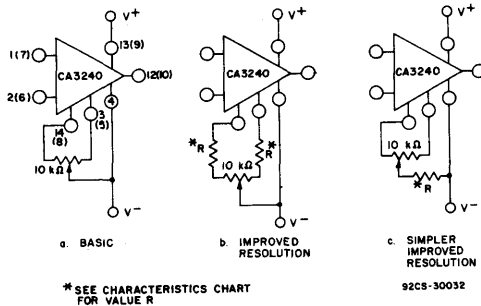 V+
V+
V+
1(7)
13(9)
CA3240
CA3240
CA3240
12(10)
2(6)
4
3
(5)
14
(8)
*R
R*
10 kΩ
10 kΩ
10 kΩ
*R
V-
V-
V-
a. BASIC
b. IMPROVED
RESOLUTION
c. SIMPLER
IMPROVED
RESOLUTION
*SEE CHARACTERISTICS CHART
FOR VALUE R
92CS-30032